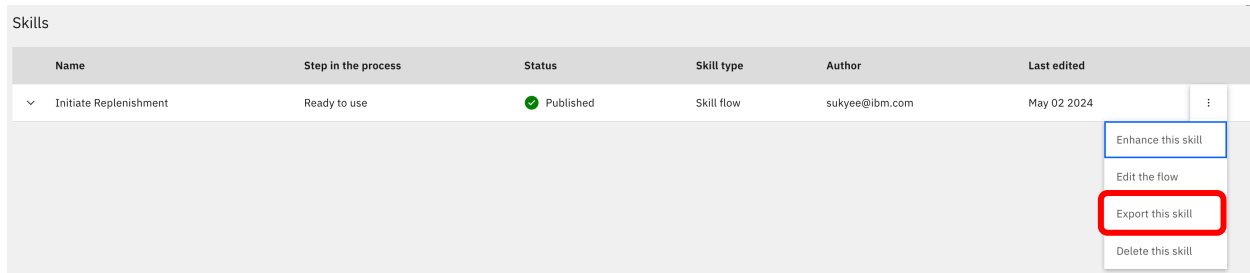 Skills
Name Step in the process Status Skill type Author Last edited
Initiate Replenishment Ready to use Published Skill flow sukyee@ibm.com May 02 2024
Enhance this skill
Edit the flow
Export this skill
Delete this skill